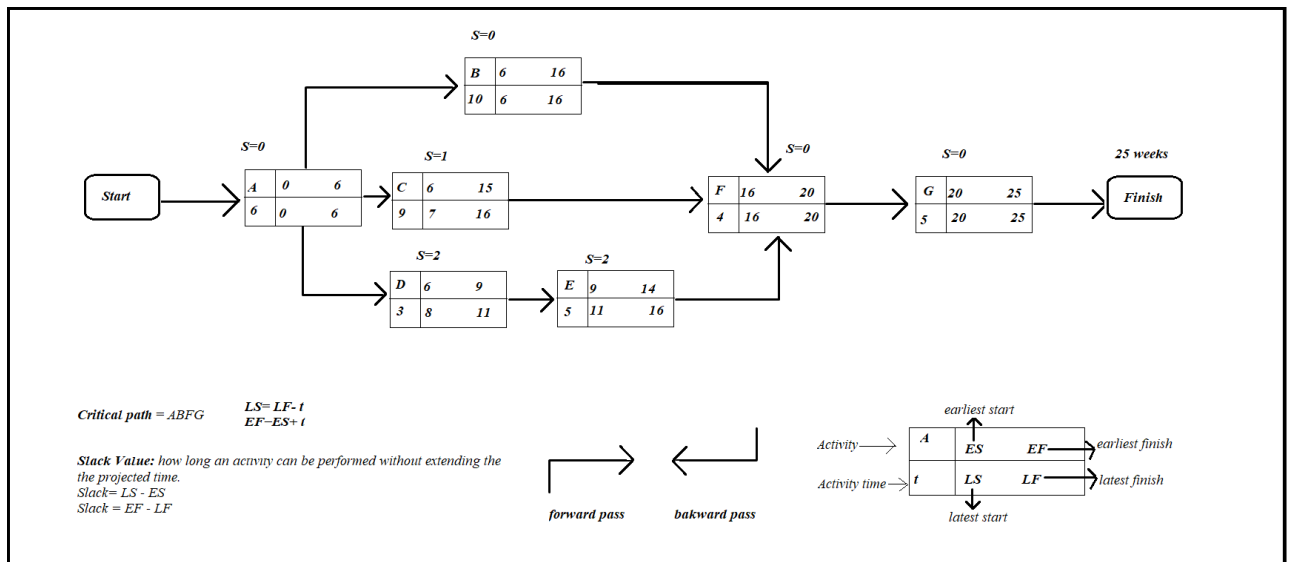 S=0
B 6 16
10 6 16
S=0
S=1
S=0
S=0
25 weeks
Start
A 0 6
6 0 6
C 6 15
9 7 16
F 16 20
4 16 20
G 20 25
5 20 25
Finish
S=2
S=2
D 6 9
3 8 11
E 9 14
5 11 16
Critical path = ABFG
LS= LF- t
EF=ES+ t
Slack Value: how long an activity can be performed without extending the
the projected time.
Slack= LS - ES
Slack = EF - LF
forward pass
bakward pass
earliest start
Activity
A
ES EF
earliest finish
Activity time
t LS LF
latest finish
latest start